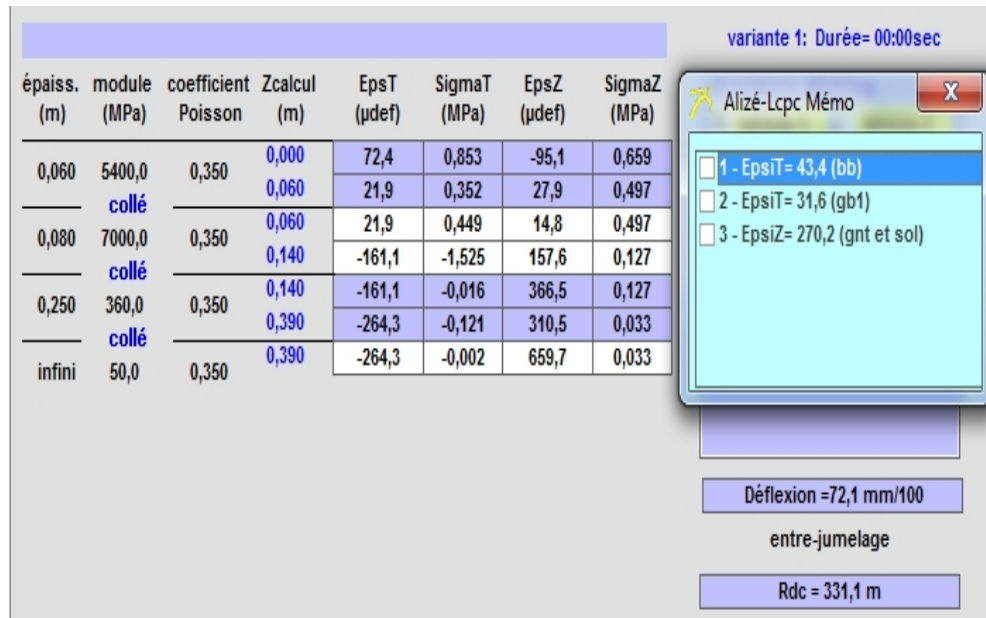 variante 1: Durée= 00:00sec
épaiss. module coefficient Zcalcul EpsT SigmaT EpsZ SigmaZ
(m) (MPa) Poisson (m) (µdef) (MPa) (µdef) (MPa)
0,060 5400,0 0,350
0,000 72,4 0,853 -95,1 0,659
0,060 21,9 0,352 27,9 0,497
collé
0,080 7000,0 0,350
0,060 21,9 0,449 14,8 0,497
0,140 -161,1 -1,525 157,6 0,127
collé
0,250 360,0 0,350
0,140 -161,1 -0,016 366,5 0,127
0,390 -264,3 -0,121 310,5 0,033
collé
infini 50,0 0,350
0,390 -264,3 -0,002 659,7 0,033
Alizé-Lcpc Mémo
X
1 - EpsiT= 43,4 (bb)
2 - EpsiT= 31,6 (gb1)
3 - EpsiZ= 270,2 (gnt et sol)
Déflexion =72,1 mm/100
entre-jumelage
Rdc = 331,1 m